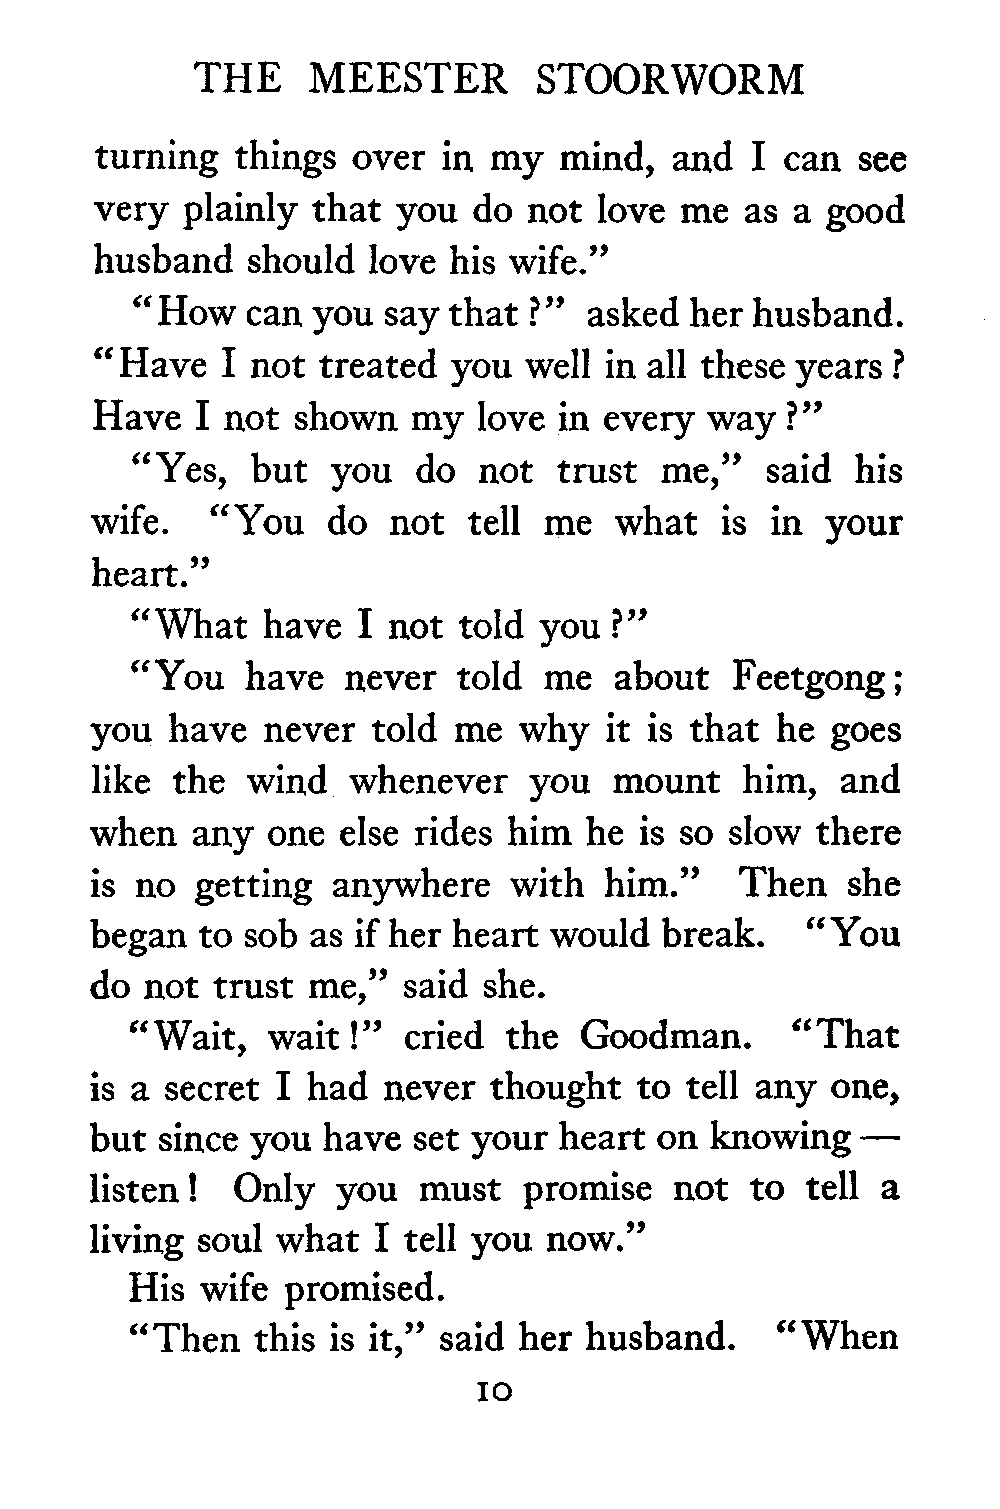 THE MEESTER STOORWORM
turning things over in my mind, and I can see
very plainly that you do not love me as a good
husband should love his wife.”
“How can you say that?” asked her husband.
“Have I not treated you well in all these years?
Have I not shown my love in every way?”
“Yes, but you do not trust me,” said his
wife. “You do not tell me what is in your
heart.”
“What have I not told you?”
“You have never told me about Feetgong;
you have never told me why it is that he goes
like the wind whenever you mount him, and
when any one else rides him he is so slow there
is no getting anywhere with him.” Then she
began to sob as if her heart would break. “You
do not trust me,” said she.
“Wait, wait!” cried the Goodman. “That
is a secret I had never thought to tell any one,
but since you have set your heart on knowing —
listen! Only you must promise not to tell a
living soul what I tell you now.”
His wife promised.
“Then this is it,” said her husband. “When
10